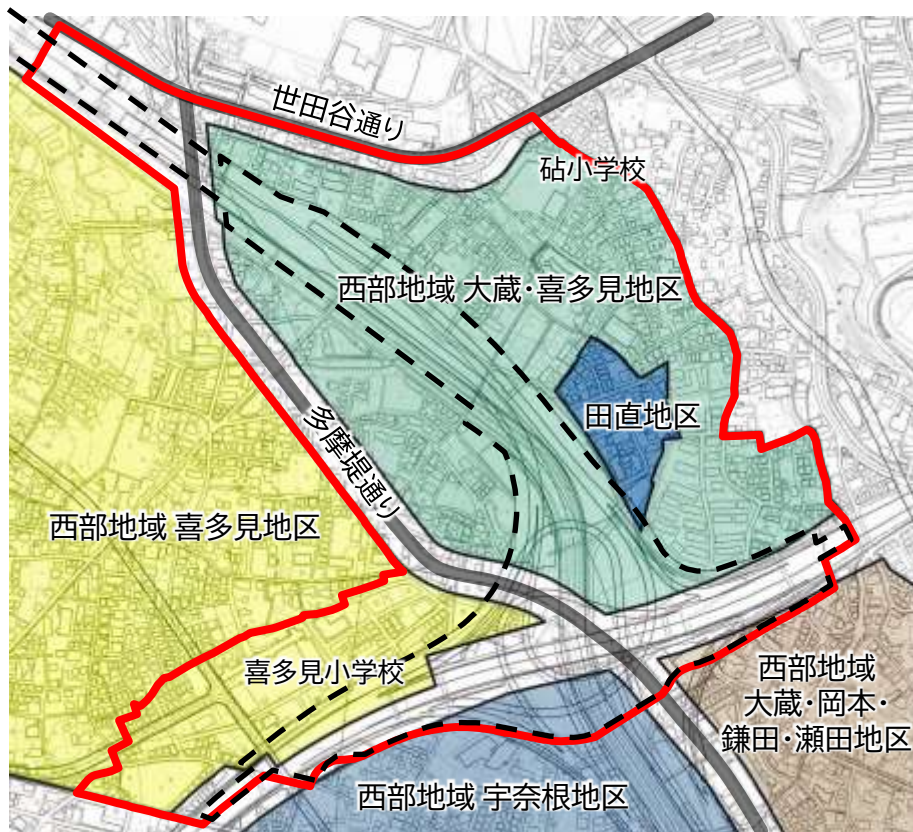 世田谷通り
砧小学校
西部地域 大蔵･喜多見地区
田直地区
多摩堤通り
西部地域 喜多見地区
喜多見小学校
西部地域
大蔵･岡本･
鎌田･瀬田地区
西部地域 宇奈根地区